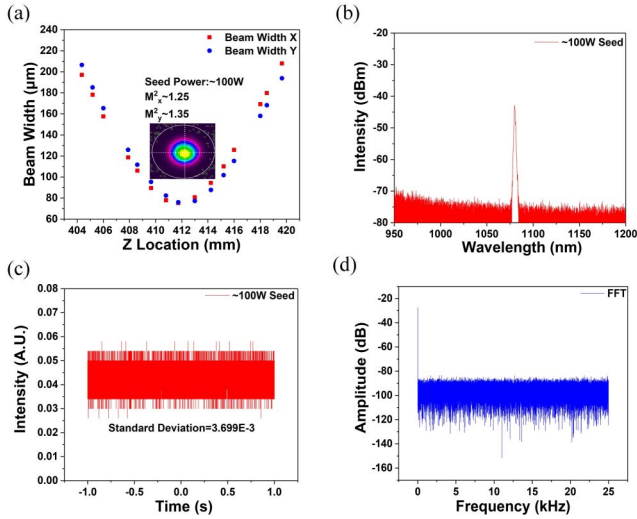 (a)
Beam Width X
Beam Width Y
Seed Power:~100W
M²ₓ~1.25
M²ᵧ~1.35
240
220
200
180
160
140
120
100
80
60
Beam Width (μm)
404 406 408 410 412 414 416 418 420
Z Location (mm)
(b)
~100W Seed
-20
-30
-40
-50
-60
-70
-80
Intensity (dBm)
950 1000 1050 1100 1150 1200
Wavelength (nm)
(c)
~100W Seed
0.08
0.07
0.06
0.05
0.04
0.03
0.02
0.01
0.00
Intensity (A.U.)
Standard Deviation=3.699E-3
-1.0 -0.5 0.0 0.5 1.0
Time (s)
(d)
FFT
-20
-40
-60
-80
-100
-120
-140
-160
Amplitude (dB)
0 5 10 15 20 25
Frequency (kHz)